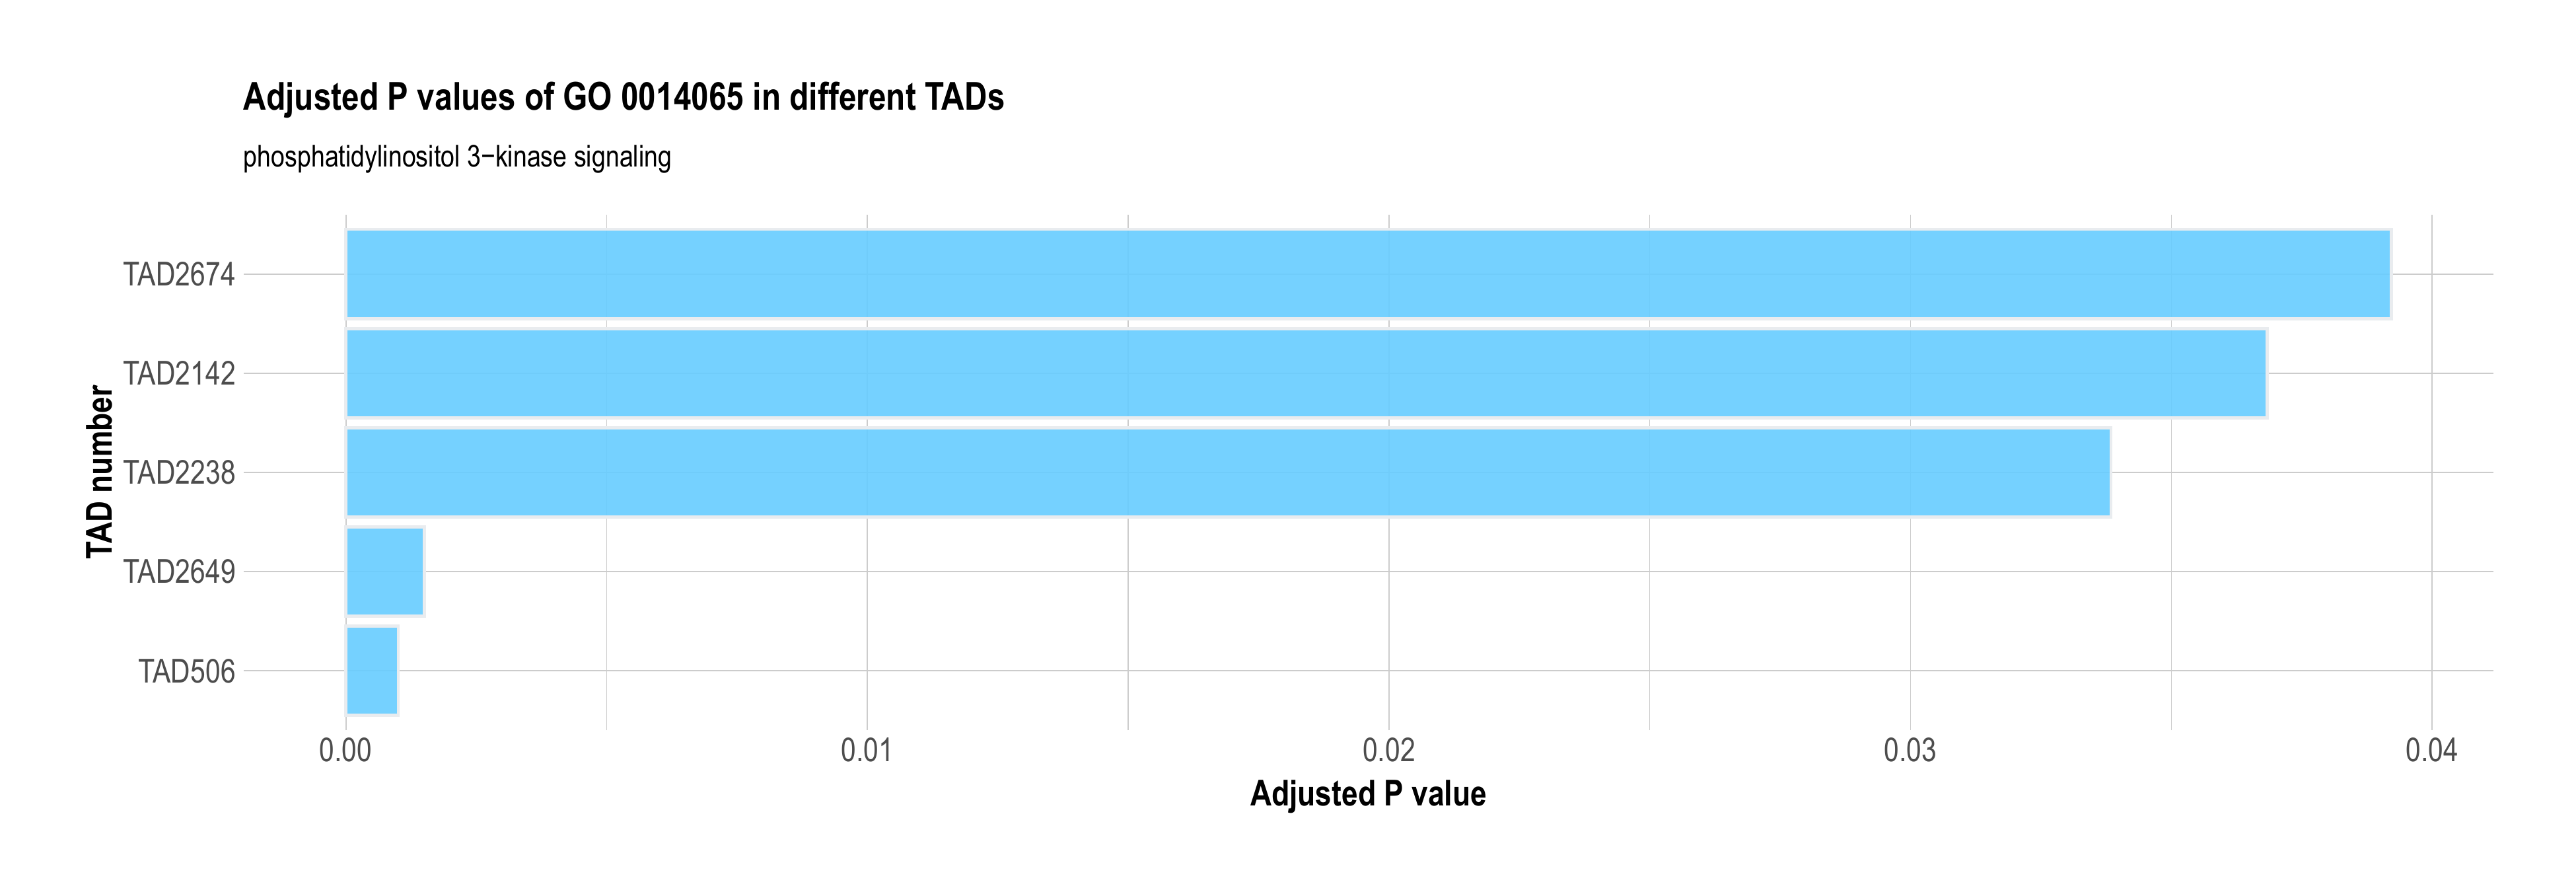 Adjusted P values of GO 0014065 in different TADs
phosphatidylinositol 3−kinase signaling
TAD number
TAD2674
TAD2142
TAD2238
TAD2649
TAD506
0.00 0.01 0.02 0.03 0.04
Adjusted P value